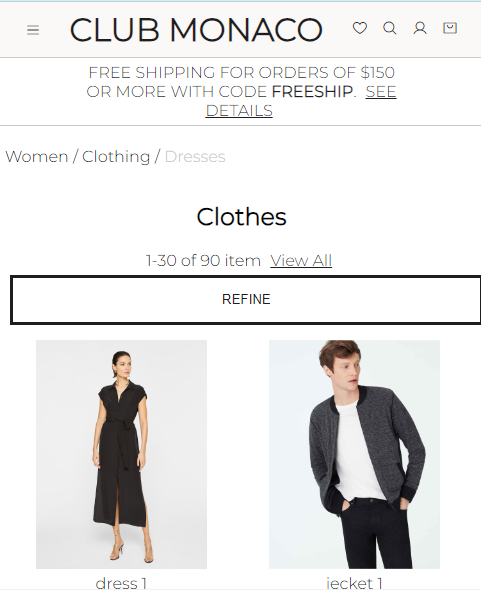 CLUB MONACO
FREE SHIPPING FOR ORDERS OF $150
OR MORE WITH CODE FREESHIP. SEE
DETAILS
Women / Clothing / Dresses
Clothes
1-30 of 90 item View All
REFINE
dress 1
jecket 1